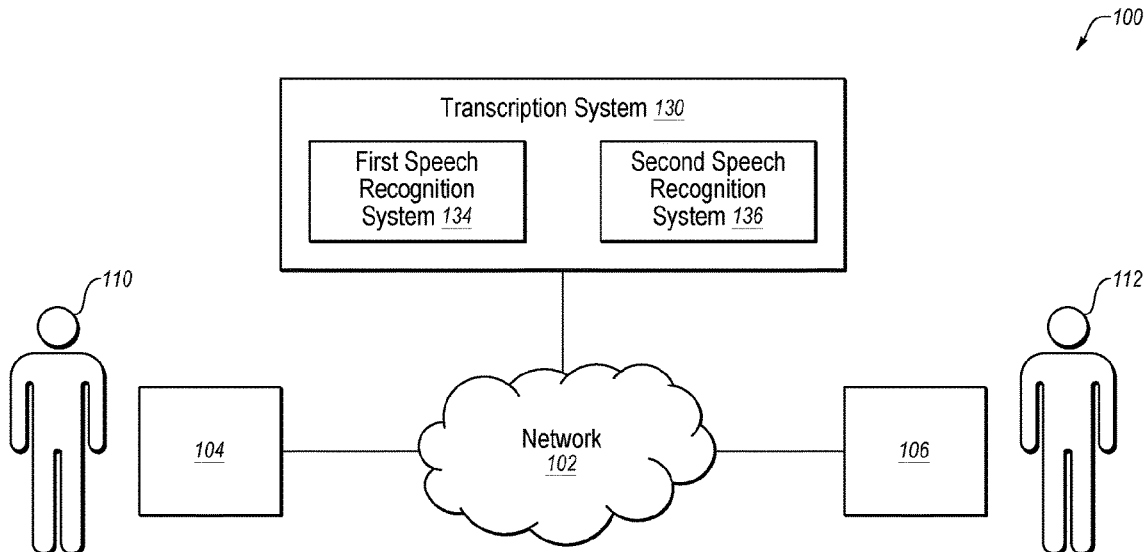 100
Transcription System 130
First Speech
Recognition
System 134
Second Speech
Recognition
System 136
110
112
104
Network
102
106